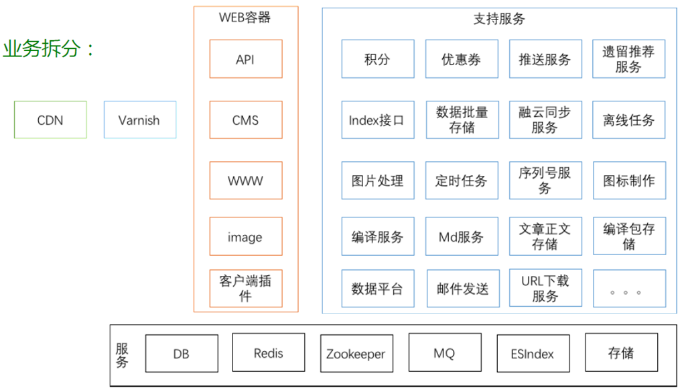 业务拆分：
CDN
Varnish
WEB容器
API
CMS
WWW
image
客户端插
件
支持服务
积分
优惠券
推送服务
遗留推荐
服务
Index接口
数据批量
存储
融云同步
服务
离线任务
图片处理
定时任务
序列号服
务
图标制作
编译服务
Md服务
文章正文
存储
编译包存
储
数据平台
邮件发送
URL下载
服务
。。。
服
务
DB
Redis
Zookeeper
MQ
ESIndex
存储